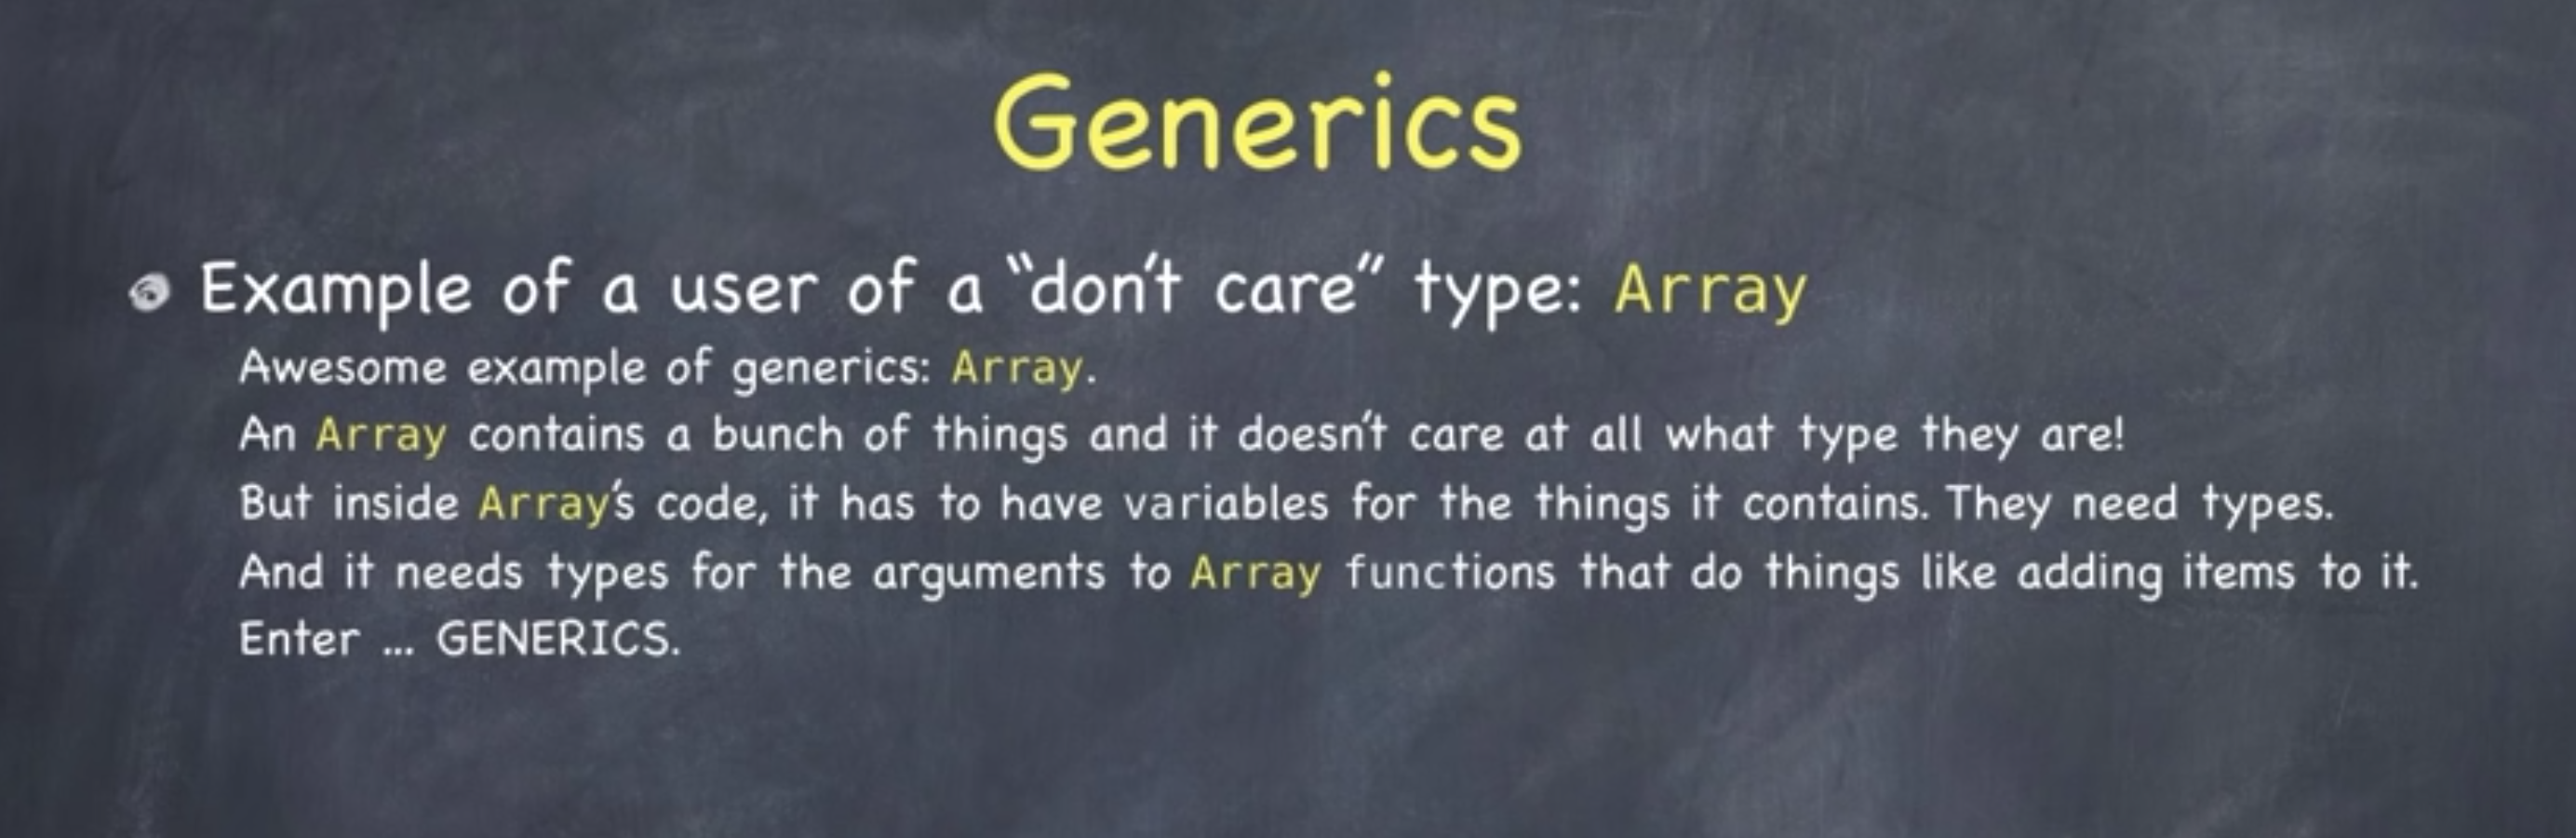 Generics
Example of a user of a “don’t care” type: Array
Awesome example of generics: Array.
An Array contains a bunch of things and it doesn’t care at all what type they are!
But inside Array’s code, it has to have variables for the things it contains. They need types.
And it needs types for the arguments to Array functions that do things like adding items to it.
Enter ... GENERICS.